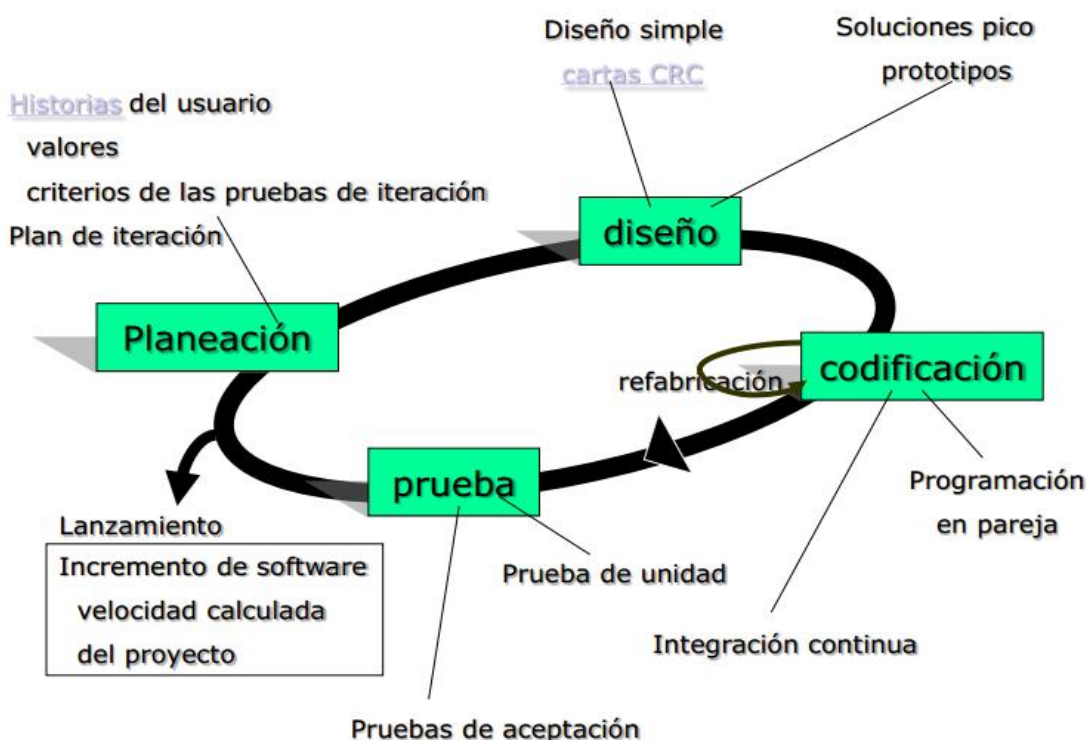 Diseño simple
cartas CRC
Soluciones pico
prototipos
Historias del usuario
valores
criterios de las pruebas de iteración
Plan de iteración
diseño
Planeación
codificación
refabricación
prueba
Programación
en pareja
Lanzamiento
Incremento de software
velocidad calculada
del proyecto
Prueba de unidad
Integración continua
Pruebas de aceptación